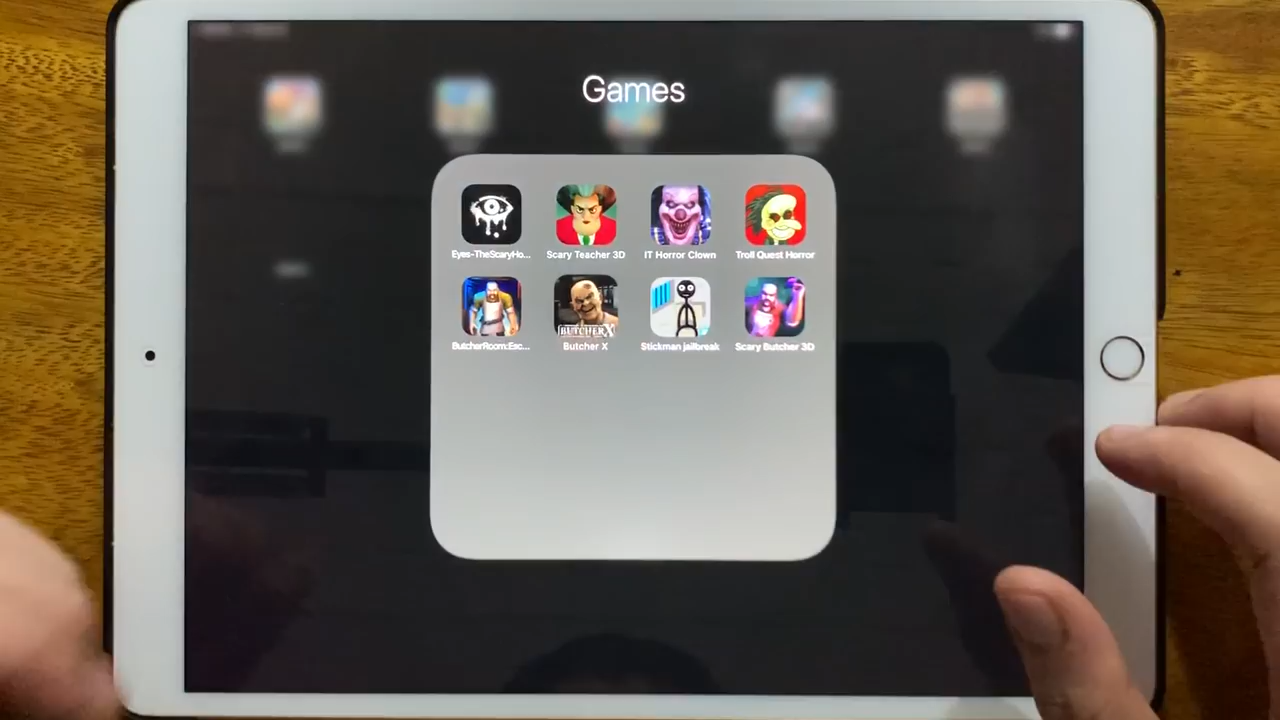 Games
Eyes-TheScaryHo...
Scary Teacher 3D
IT Horror Clown
Troll Quest Horror
ButcherRoom:Esc...
BUTCHER X
Butcher X
Stickman jailbreak
Scary Butcher 3D